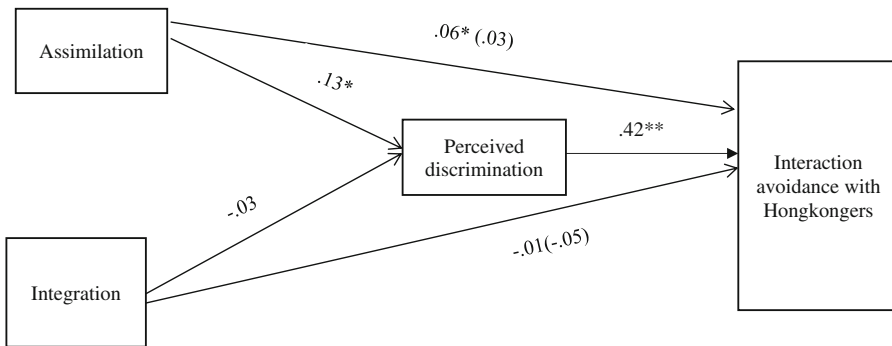 Assimilation
.06* (.03)
.13*
Perceived
discrimination
.42**
Interaction
avoidance with
Hongkongers
-.03
-.01(-.05)
Integration